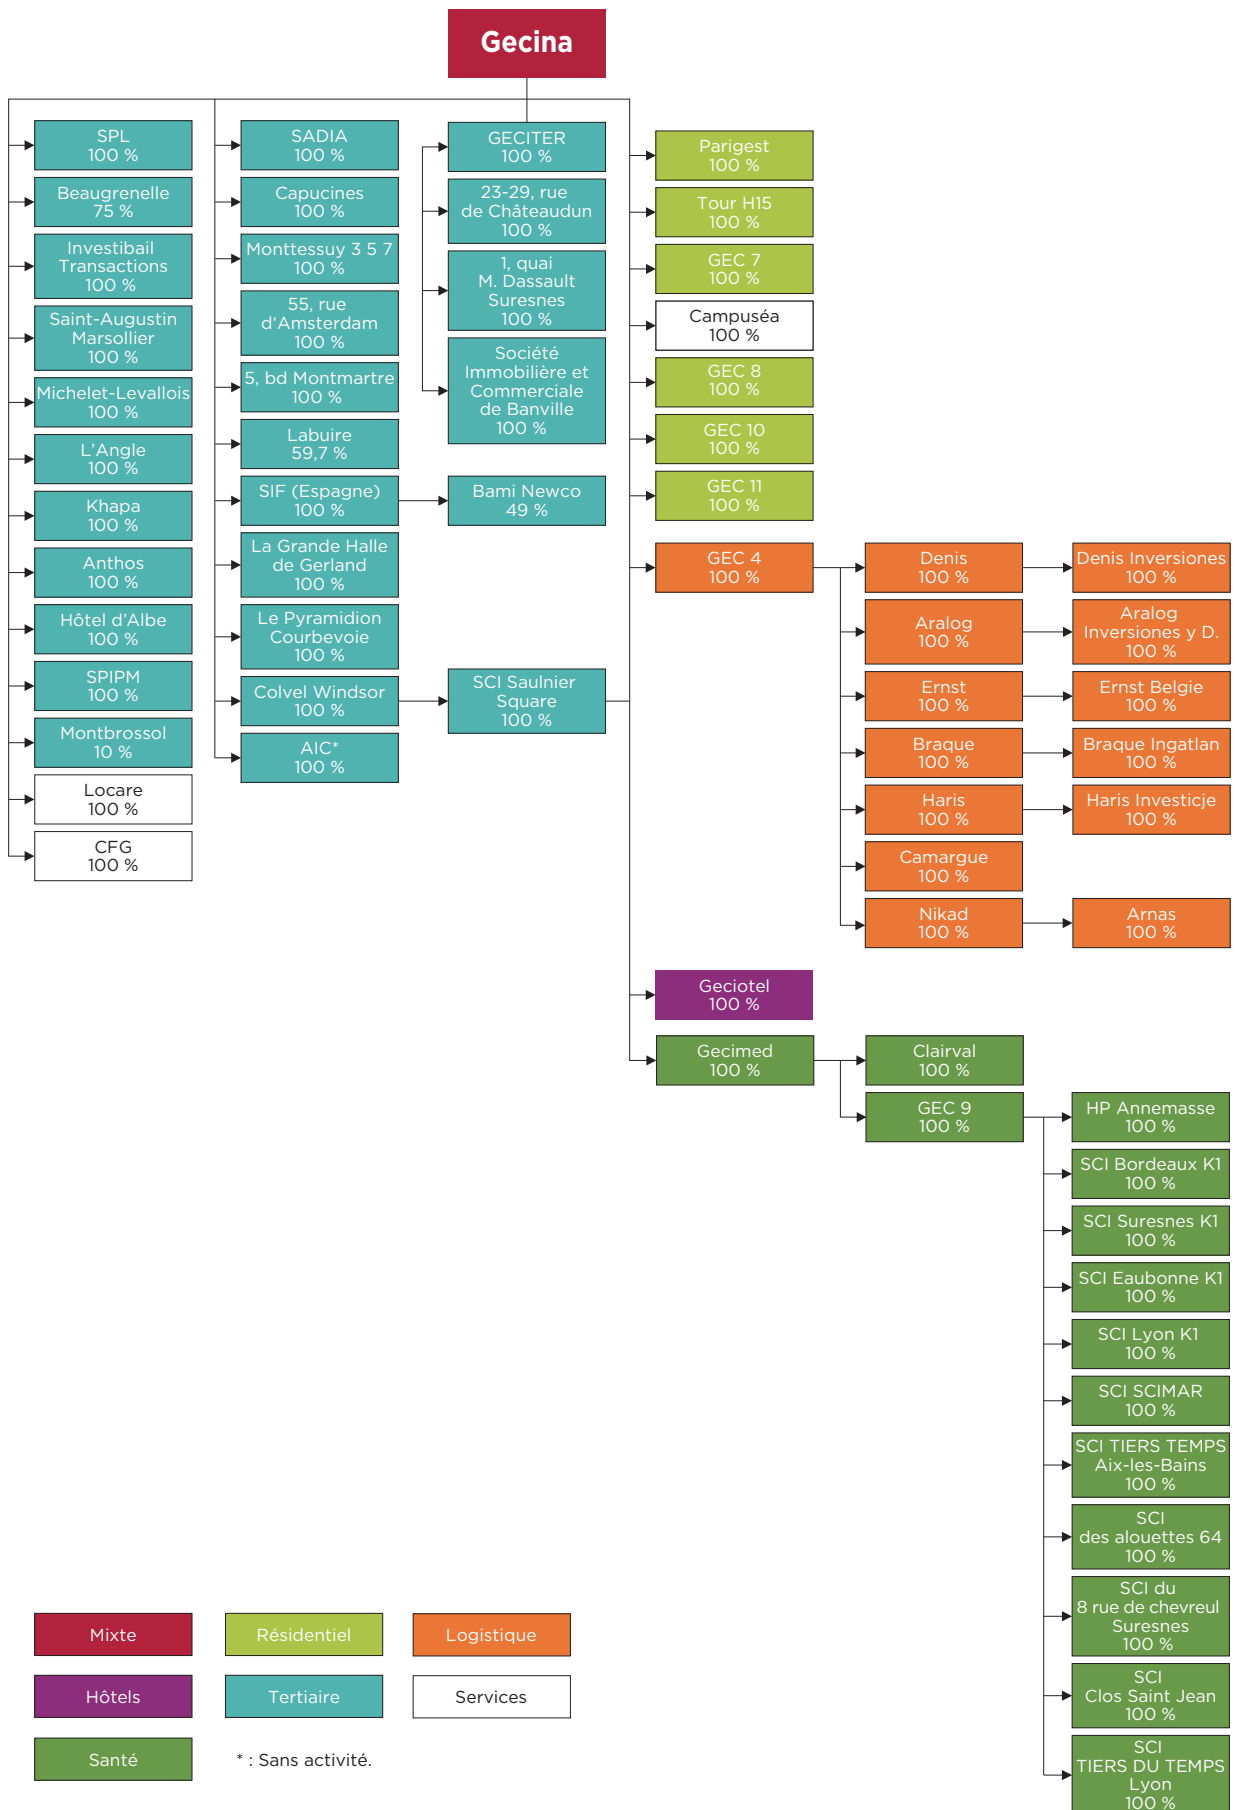 Gecina
SPL
100 %
Beaugrenelle
75 %
Investibail
Transactions
100 %
Saint-Augustin
Marsollier
100 %
Michelet-Levallois
100 %
L'Angle
100 %
Khapa
100 %
Anthos
100 %
Hôtel d'Albe
100 %
SPIPM
100 %
Montbrossol
10 %
Locare
100 %
CFG
100 %
SADIA
100 %
Capucines
100 %
Monttessuy 3 5 7
100 %
55, rue
d'Amsterdam
100 %
5, bd Montmartre
100 %
Labuire
59,7 %
SIF (Espagne)
100 %
La Grande Halle
de Gerland
100 %
Le Pyramidion
Courbevoie
100 %
Colvel Windsor
100 %
AIC*
100 %
GECITER
100 %
23-29, rue
de Châteaudun
100 %
1, quai
M. Dassault
Suresnes
100 %
Société
Immobilière et
Commerciale
de Banville
100 %
Bami Newco
49 %
SCI Saulnier
Square
100 %
Parigest
100 %
Tour H15
100 %
GEC 7
100 %
Campuséa
100 %
GEC 8
100 %
GEC 10
100 %
GEC 11
100 %
GEC 4
100 %
Denis
100 %
Denis Inversiones
100 %
Aralog
100 %
Aralog
Inversiones y D.
100 %
Ernst
100 %
Ernst Belgie
100 %
Braque
100 %
Braque Ingatlan
100 %
Haris
100 %
Haris Investicje
100 %
Camargue
100 %
Nikad
100 %
Arnas
100 %
Geciotel
100 %
Gecimed
100 %
Clairval
100 %
GEC 9
100 %
HP Annemasse
100 %
SCI Bordeaux K1
100 %
SCI Suresnes K1
100 %
SCI Eaubonne K1
100 %
SCI Lyon K1
100 %
SCI SCIMAR
100 %
SCI TIERS TEMPS
Aix-les-Bains
100 %
SCI
des alouettes 64
100 %
SCI du
8 rue de chevreul
Suresnes
100 %
SCI
Clos Saint Jean
100 %
SCI
TIERS DU TEMPS
Lyon
100 %
Mixte
Résidentiel
Logistique
Hôtels
Tertiaire
Services
Santé
* : Sans activité.